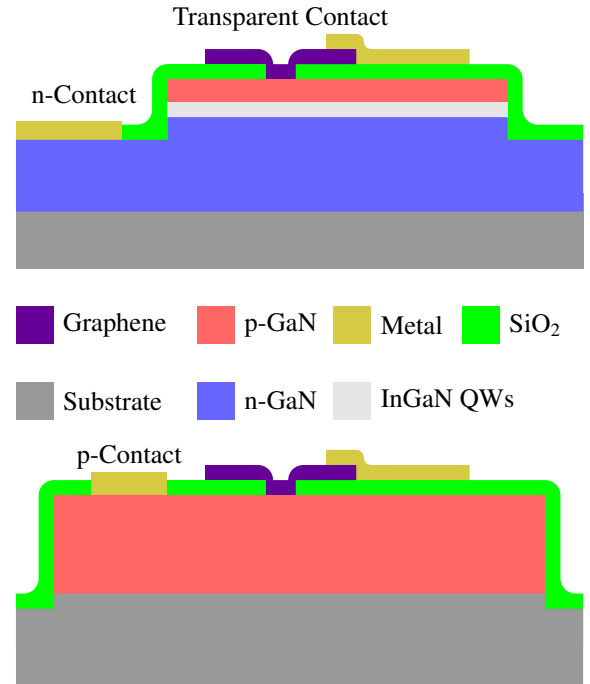 Transparent Contact
n-Contact
Graphene
p-GaN
Metal
SiO₂
Substrate
n-GaN
InGaN QWs
p-Contact